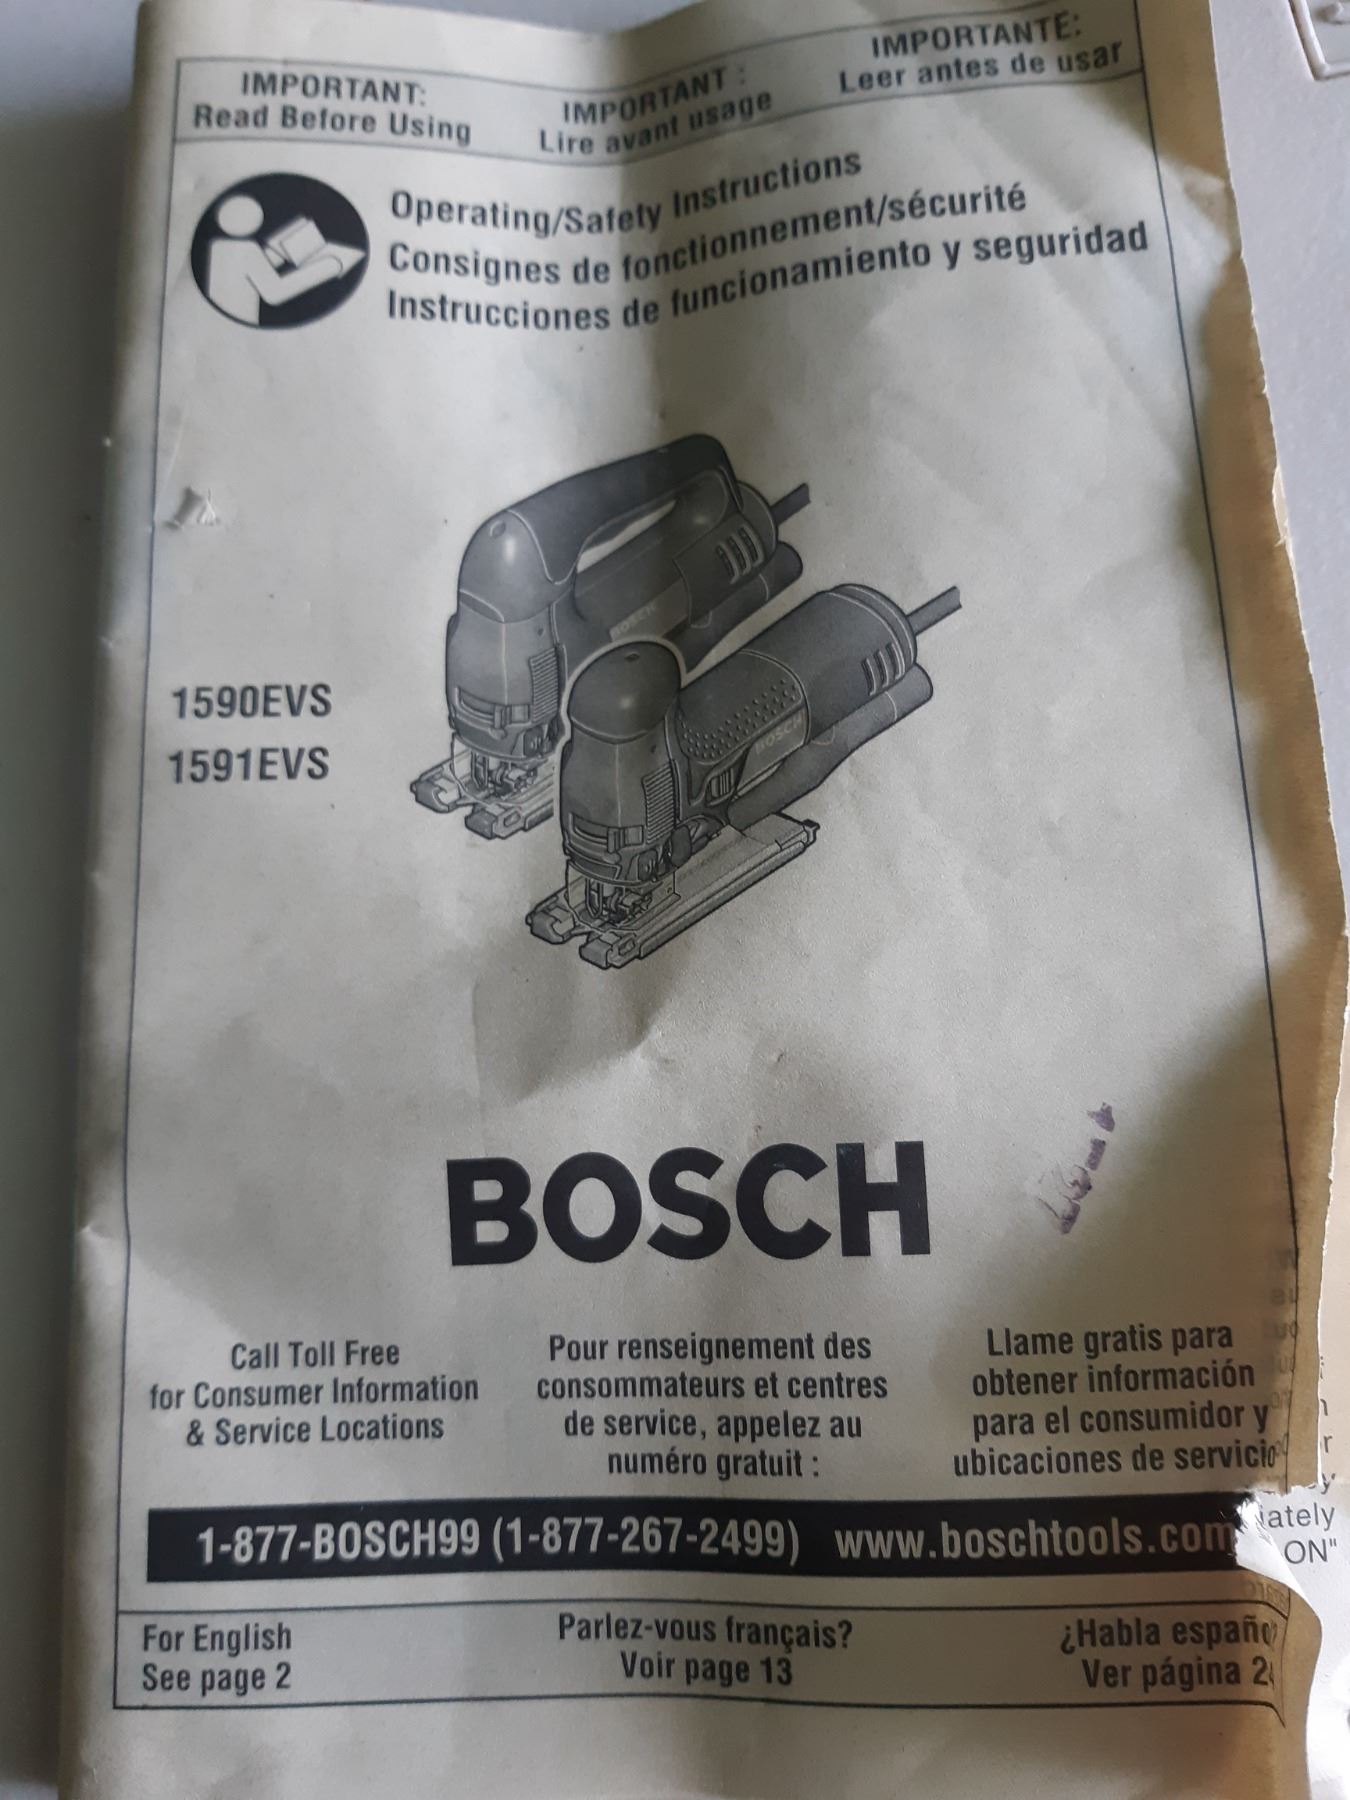 IMPORTANT:
Read Before Using
IMPORTANT :
Lire avant usage
IMPORTANTE:
Leer antes de usar
Operating/Safety Instructions
Consignes de fonctionnement/sécurité
Instrucciones de funcionamiento y seguridad
BOSCH
BOSCH
1590EVS
1591EVS
BOSCH
Call Toll Free
for Consumer Information
& Service Locations
Pour renseignement des
consommateurs et centres
de service, appelez au
numéro gratuit :
Llame gratis para
obtener información
para el consumidor y
ubicaciones de servicio
1-877-BOSCH99 (1-877-267-2499) www.boschtools.com
For English
See page 2
Parlez-vous français?
Voir page 13
¿Habla español?
Ver página
ON"